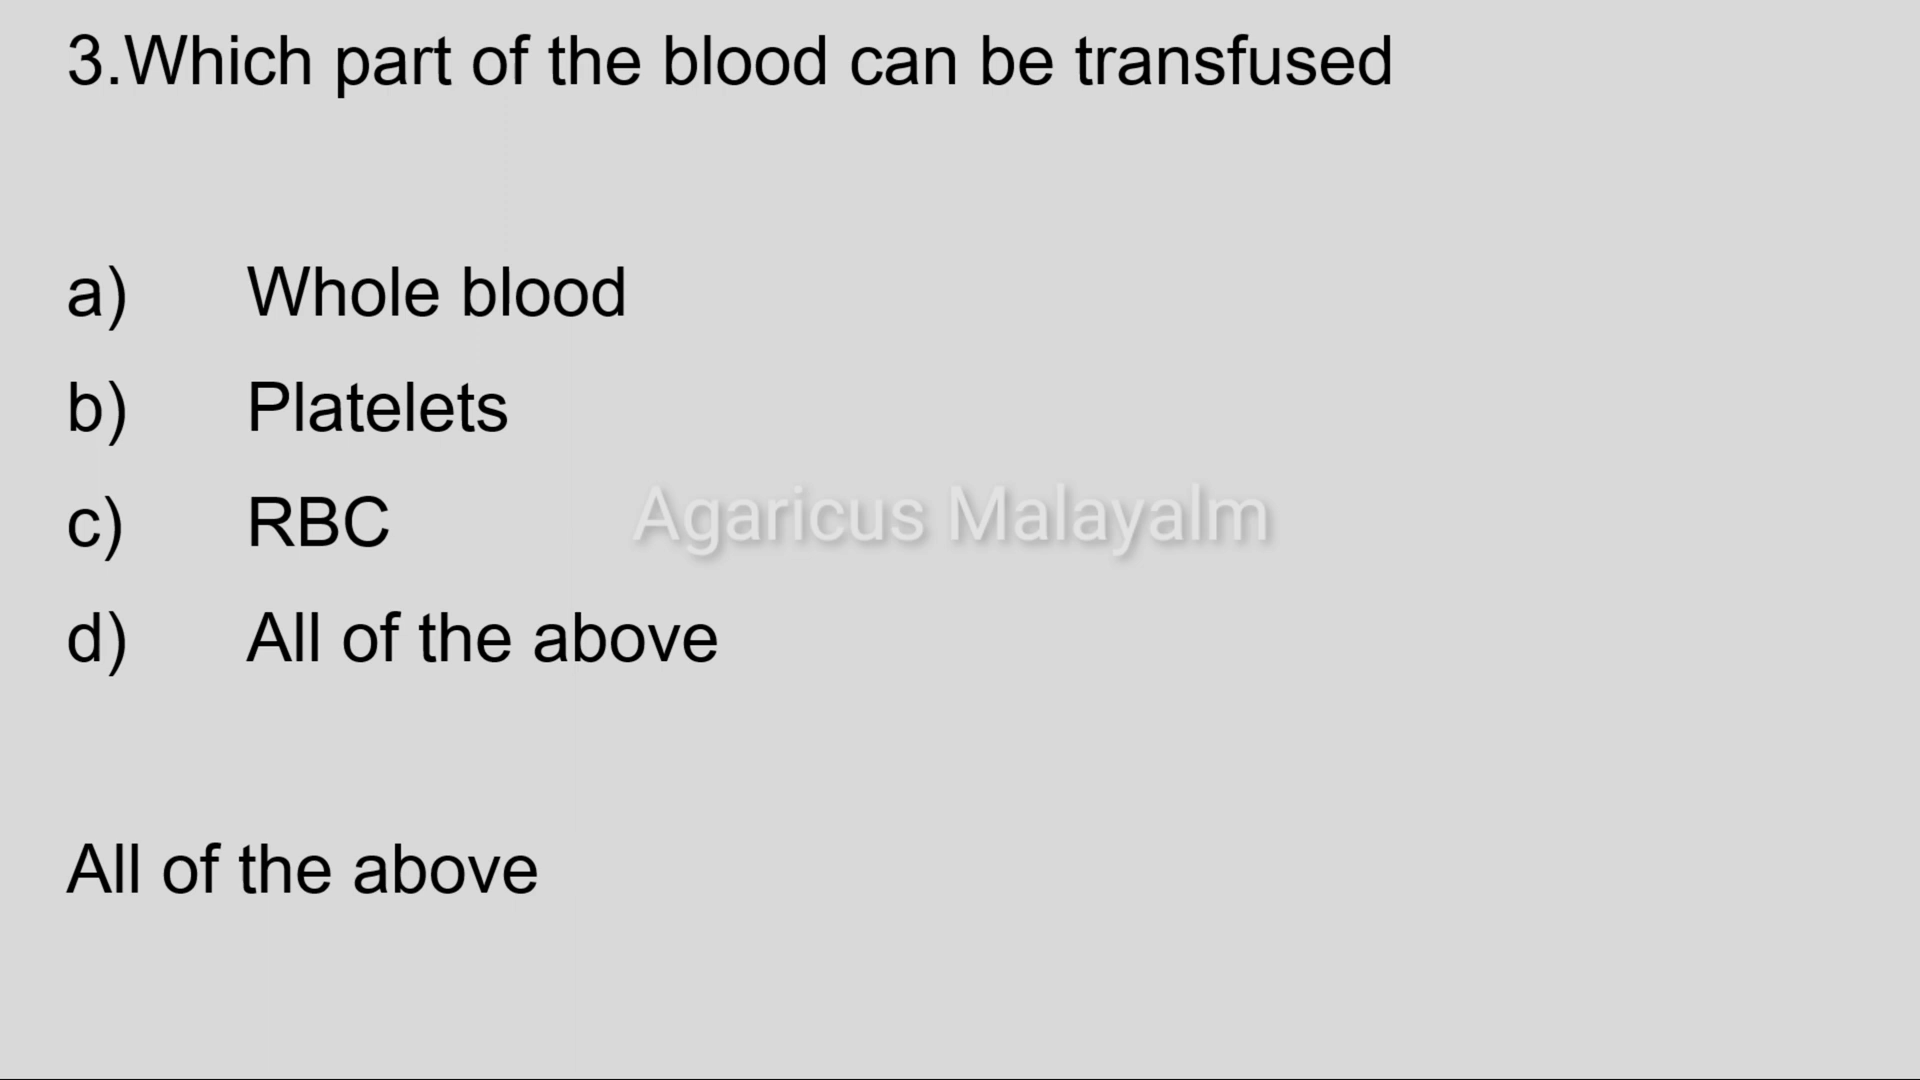 3.Which part of the blood can be transfused
a) Whole blood
b) Platelets
c) RBC
Agaricus Malayalm
d) All of the above
All of the above